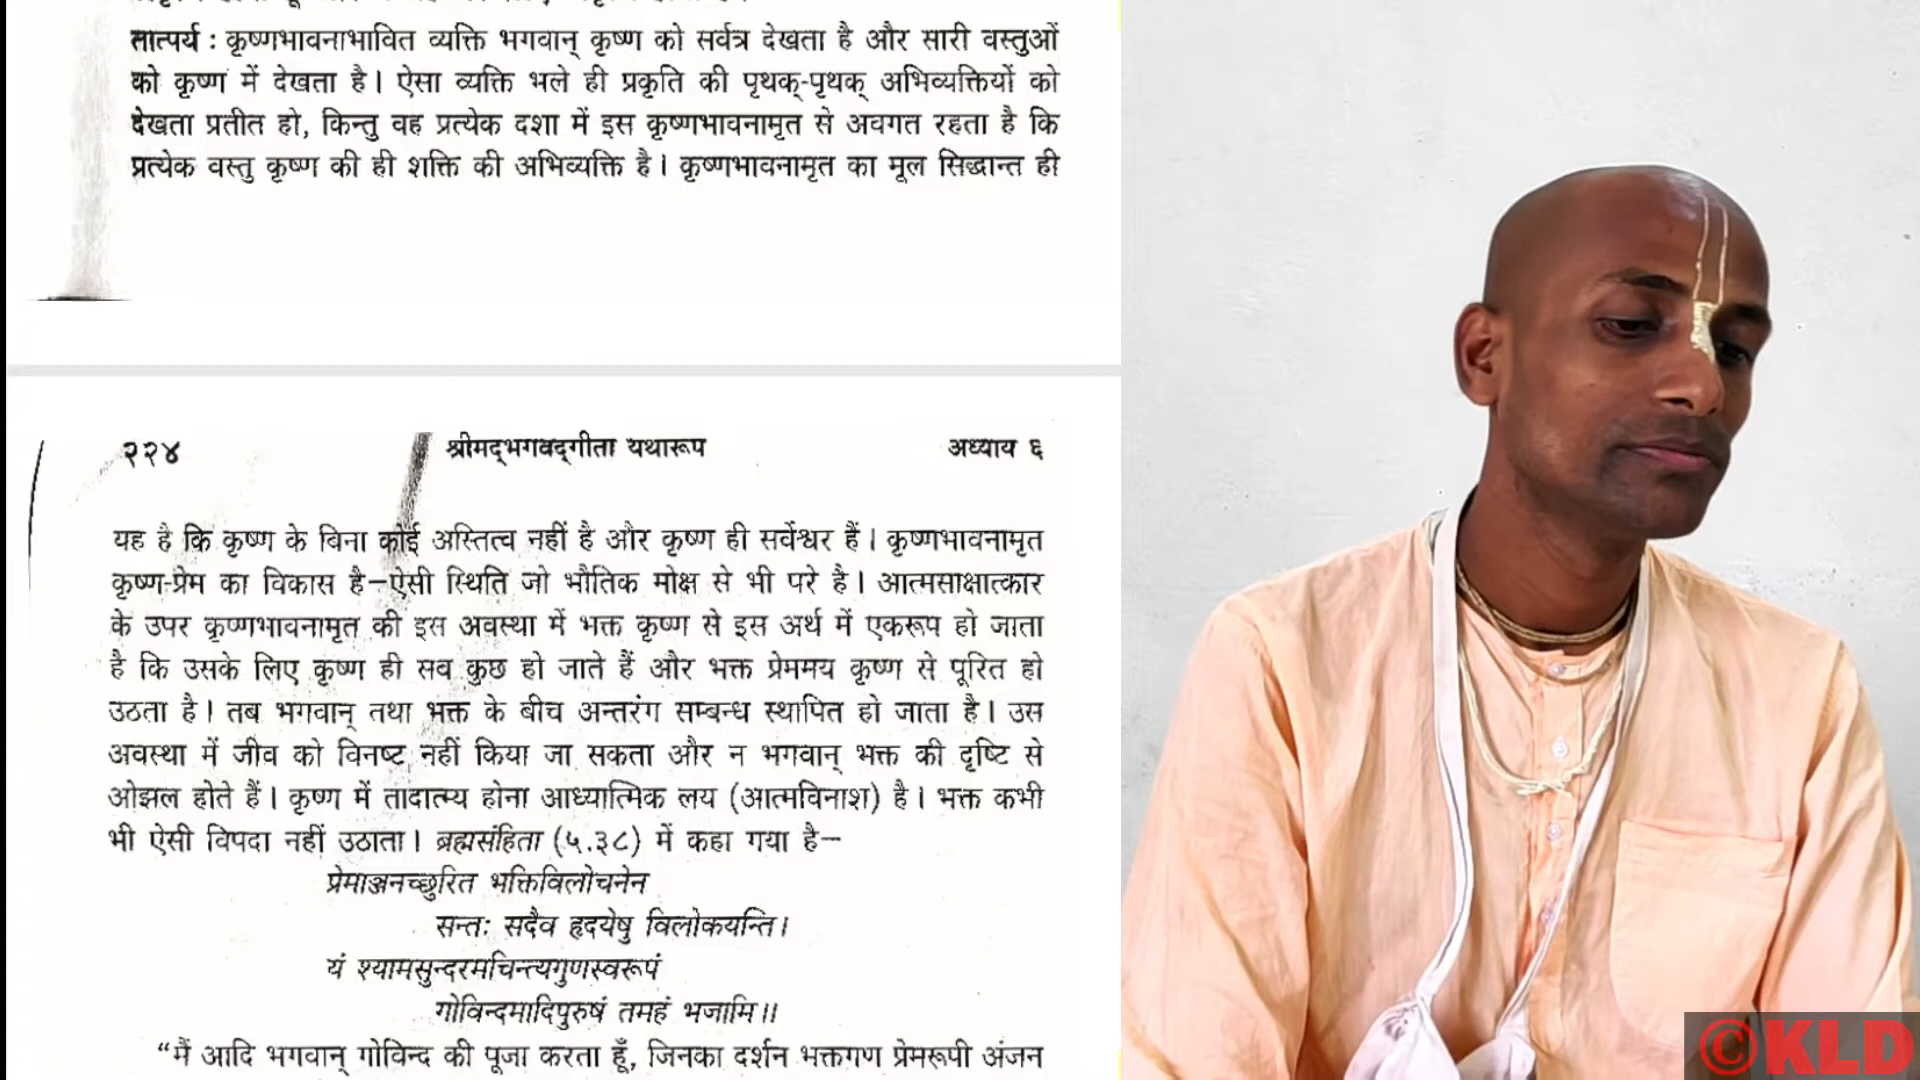 तात्पर्य : कृष्णभावनाभावित व्यक्ति भगवान् कृष्ण को सर्वत्र देखता है और सारी वस्तुओं
को कृष्ण में देखता है। ऐसा व्यक्ति भले ही प्रकृति की पृथक्-पृथक् अभिव्यक्तियों को
देखता प्रतीत हो, किन्तु वह प्रत्येक दशा में इस कृष्णभावनामृत से अवगत रहता है कि
प्रत्येक वस्तु कृष्ण की ही शक्ति की अभिव्यक्ति है। कृष्णभावनामृत का मूल सिद्धान्त ही
२२४ श्रीमद्भगवद्गीता यथारूप अध्याय ६
यह है कि कृष्ण के बिना कोई अस्तित्व नहीं है और कृष्ण ही सर्वेश्वर हैं। कृष्णभावनामृत
कृष्ण-प्रेम का विकास है—ऐसी स्थिति जो भौतिक मोक्ष से भी परे है। आत्मसाक्षात्कार
के उपर कृष्णभावनामृत की इस अवस्था में भक्त कृष्ण से इस अर्थ में एकरूप हो जाता
है कि उसके लिए कृष्ण ही सव कुछ हो जाते हैं और भक्त प्रेममय कृष्ण से पूरित हो
उठता है। तब भगवान् तथा भक्त के बीच अन्तरंग सम्बन्ध स्थापित हो जाता है। उस
अवस्था में जीव को विनष्ट नहीं किया जा सकता और न भगवान् भक्त की दृष्टि से
ओझल होते हैं। कृष्ण में तादात्म्य होना आध्यात्मिक लय (आत्मविनाश) है। भक्त कभी
भी ऐसी विपदा नहीं उठाता। ब्रह्मसंहिता (५.३८) में कहा गया है—
प्रेमाञ्जनच्छुरित भक्तिविलोचनेन
सन्तः सदैव हृदयेषु विलोकयन्ति।
यं श्यामसुन्दरमचिन्त्यगुणस्वरूपं
गोविन्दमादिपुरुषं तमहं भजामि॥
“मैं आदि भगवान् गोविन्द की पूजा करता हूँ, जिनका दर्शन भक्तगण प्रेमरूपी अंजन
©KLD